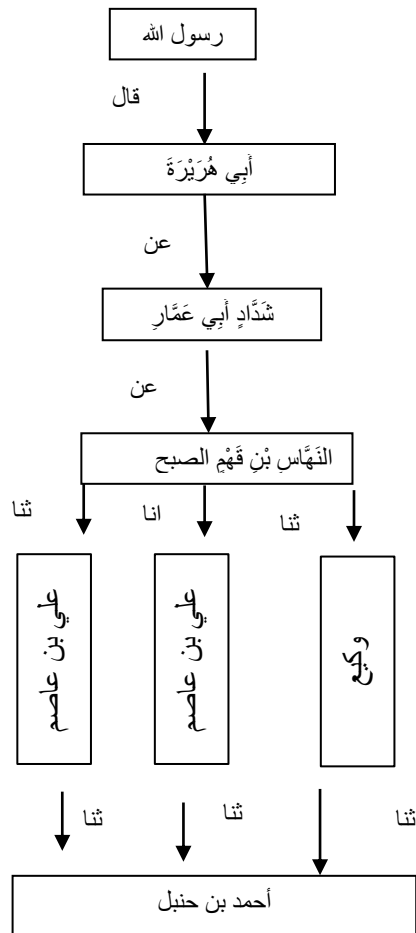 رسول الله
قال
أَبِي هُرَيْرَةَ
عن
شَدَّادٍ أَبِي عَمَّارٍ
عن
النَهَّاسِ بْنِ قَهْمٍ الصبح
ثنا
انا
ثنا
وكيع
علي بن عاصم
علي بن عاصم
ثنا
ثنا
ثنا
أحمد بن حنبل